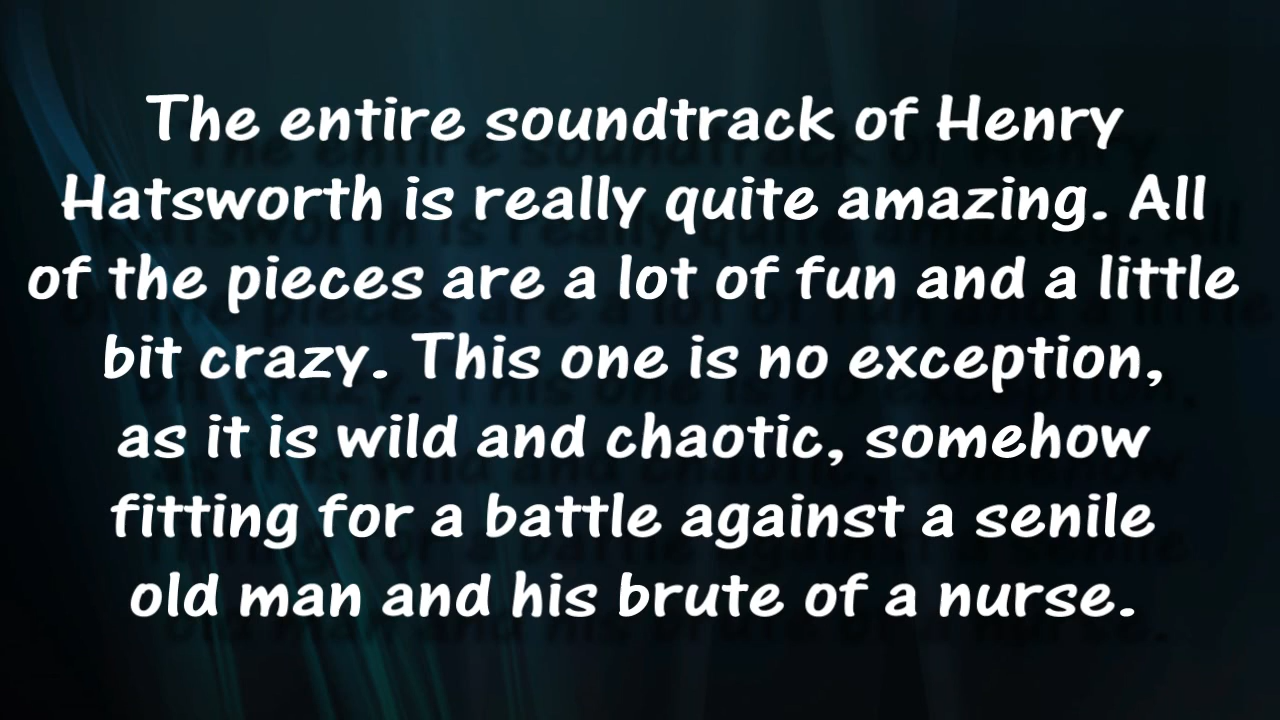 The entire soundtrack of Henry
Hatsworth is really quite amazing. All
of the pieces are a lot of fun and a little
bit crazy. This one is no exception,
as it is wild and chaotic, somehow
fitting for a battle against a senile
old man and his brute of a nurse.